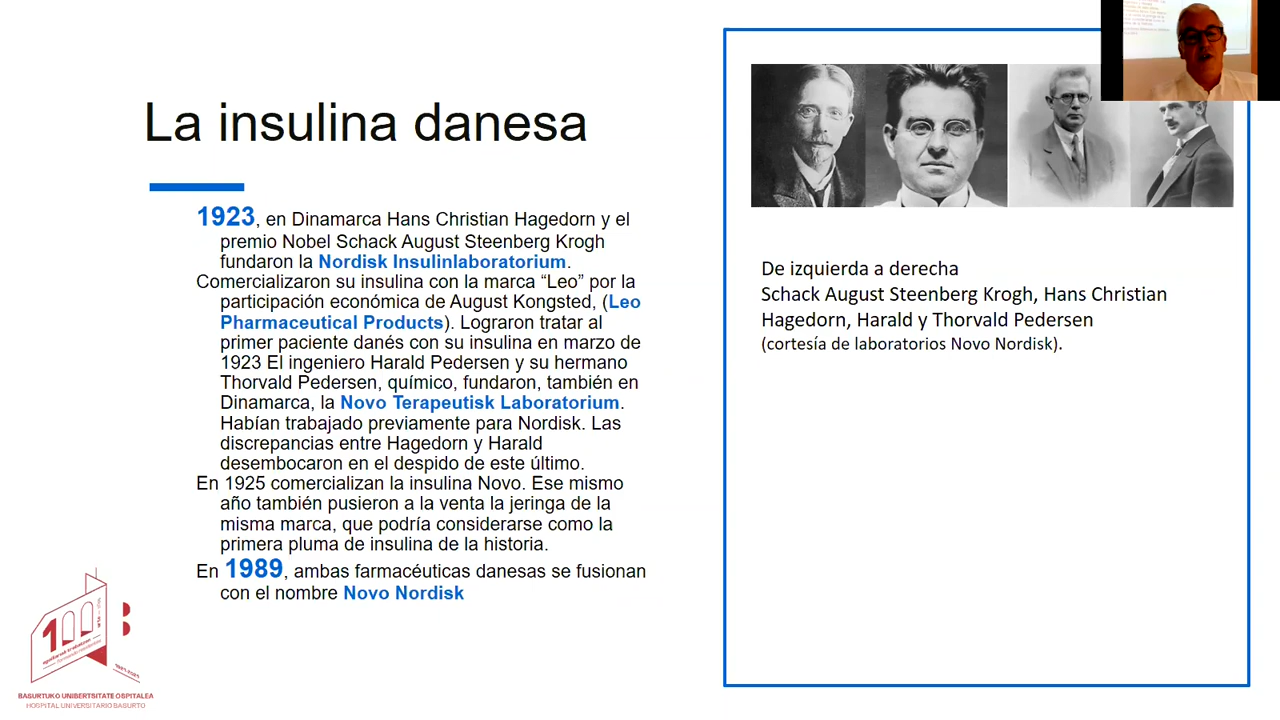 La insulina danesa
1923, en Dinamarca Hans Christian Hagedorn y el
premio Nobel Schack August Steenberg Krogh
fundaron la Nordisk Insulinlaboratorium.
Comercializaron su insulina con la marca “Leo” por la
participación económica de August Kongsted, (Leo
Pharmaceutical Products). Lograron tratar al
primer paciente danés con su insulina en marzo de
1923 El ingeniero Harald Pedersen y su hermano
Thorvald Pedersen, químico, fundaron, también en
Dinamarca, la Novo Terapeutisk Laboratorium.
Habían trabajado previamente para Nordisk. Las
discrepancias entre Hagedorn y Harald
desembocaron en el despido de este último.
En 1925 comercializan la insulina Novo. Ese mismo
año también pusieron a la venta la jeringa de la
misma marca, que podría considerarse como la
primera pluma de insulina de la historia.
En 1989, ambas farmacéuticas danesas se fusionan
con el nombre Novo Nordisk
De izquierda a derecha
Schack August Steenberg Krogh, Hans Christian
Hagedorn, Harald y Thorvald Pedersen
(cortesía de laboratorios Novo Nordisk).
100
B
BASURTUKO UNIBERTSITATE OSPITALEA
HOSPITAL UNIVERSITARIO BASURTO